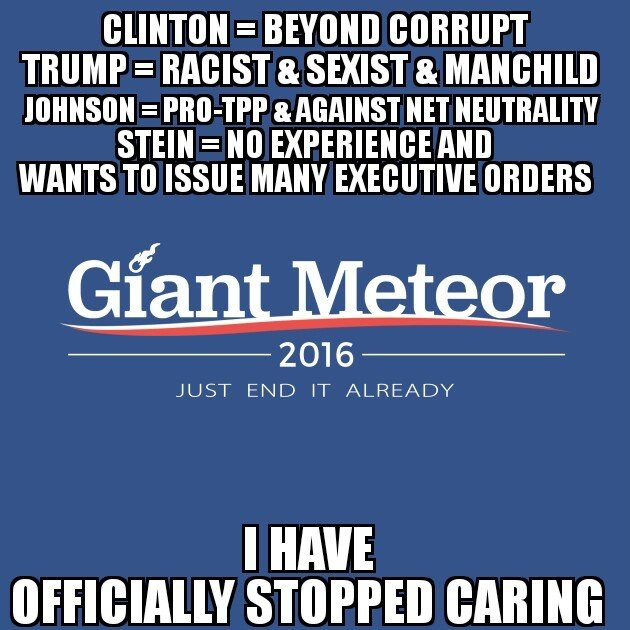 CLINTON = BEYOND CORRUPT
TRUMP = RACIST & SEXIST & MANCHILD
JOHNSON = PRO-TPP & AGAINST NET NEUTRALITY
STEIN = NO EXPERIENCE AND
WANTS TO ISSUE MANY EXECUTIVE ORDERS
Giant Meteor
2016
JUST END IT ALREADY
I HAVE
OFFICIALLY STOPPED CARING